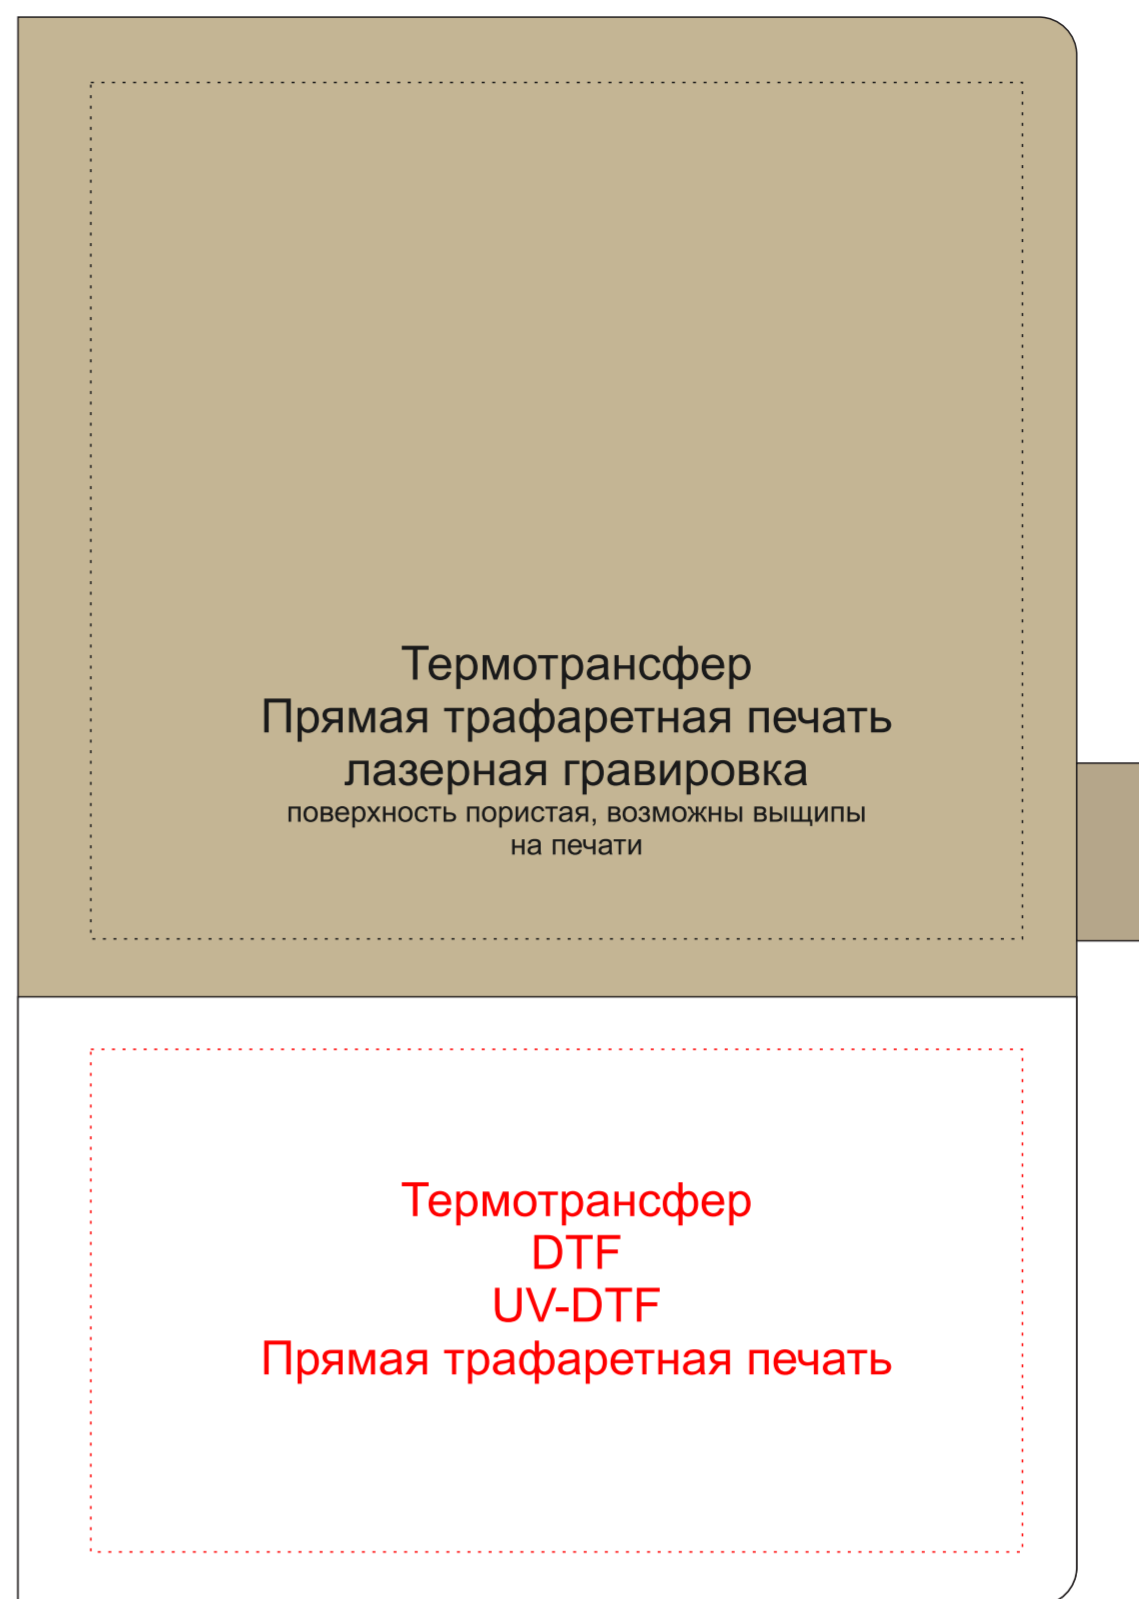 Термотрансфер
Прямая трафаретная печать
лазерная гравировка
поверхность пористая, возможны выщипы
на печати
Термотрансфер
DTF
UV-DTF
Прямая трафаретная печать